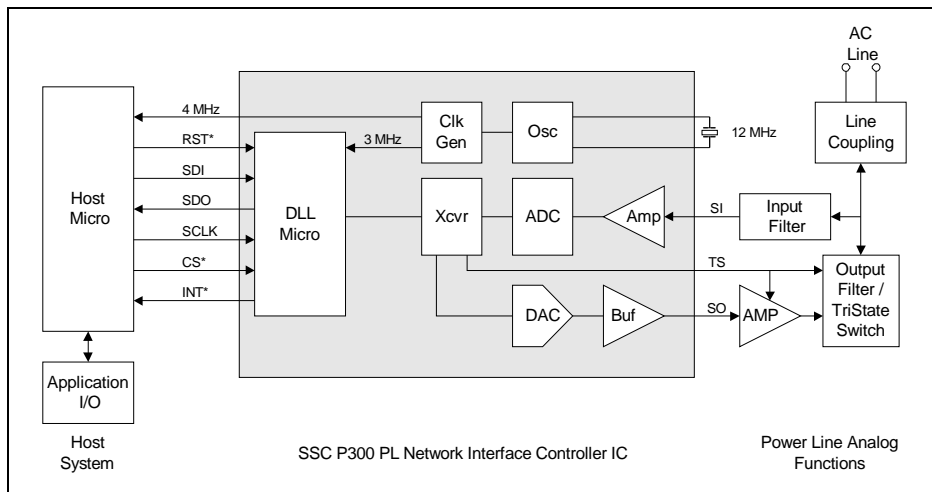 AC
Line
4 MHz
Clk
Gen
Osc
12 MHz
Line
Coupling
RST*
3 MHz
SDI
Host
Micro
SDO
DLL
Micro
Xcvr
ADC
Amp
SI
Input
Filter
SCLK
CS*
TS
Output
Filter /
TriState
Switch
INT*
DAC
Buf
SO
AMP
Application
I/O
Host
System
SSC P300 PL Network Interface Controller IC
Power Line Analog
Functions